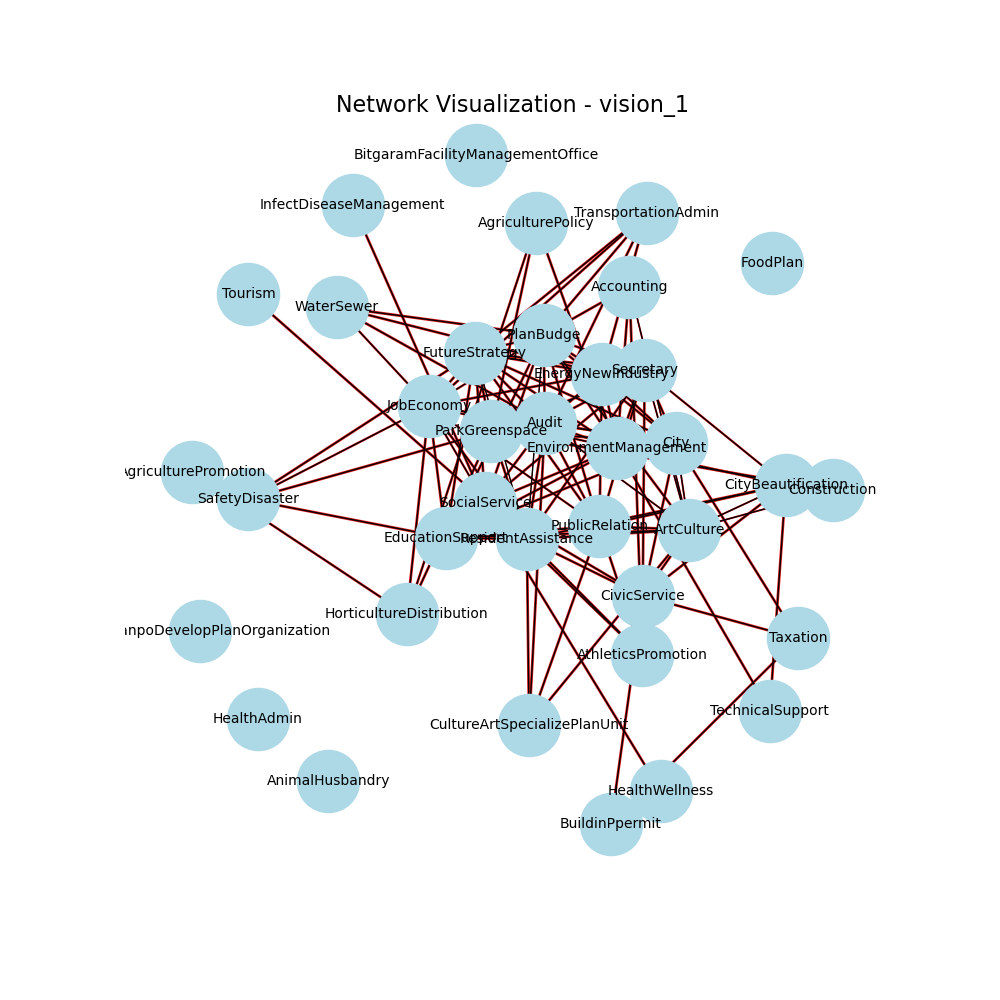 Network Visualization - vision_1
BitgaramFacilityManagementOffice
InfectDiseaseManagement
TransportationAdmin
AgriculturePolicy
FoodPlan
Accounting
Tourism
WaterSewer
PlanBudge
FutureStrategy
Secretary
EnergyNewIndustry
JobEconomy
Audit
ParkGreenspace
City
EnvironmentManagement
griculturePromotion
CityBeautification
Construction
SafetyDisaster
SocialService
PublicRelation
ArtCulture
EducationSupport
ResidentAssistance
CivicService
HorticultureDistribution
npoDevelopPlanOrganization
Taxation
AthleticsPromotion
TechnicalSupport
HealthAdmin
CultureArtSpecializePlanUnit
AnimalHusbandry
HealthWellness
BuildinPpermit